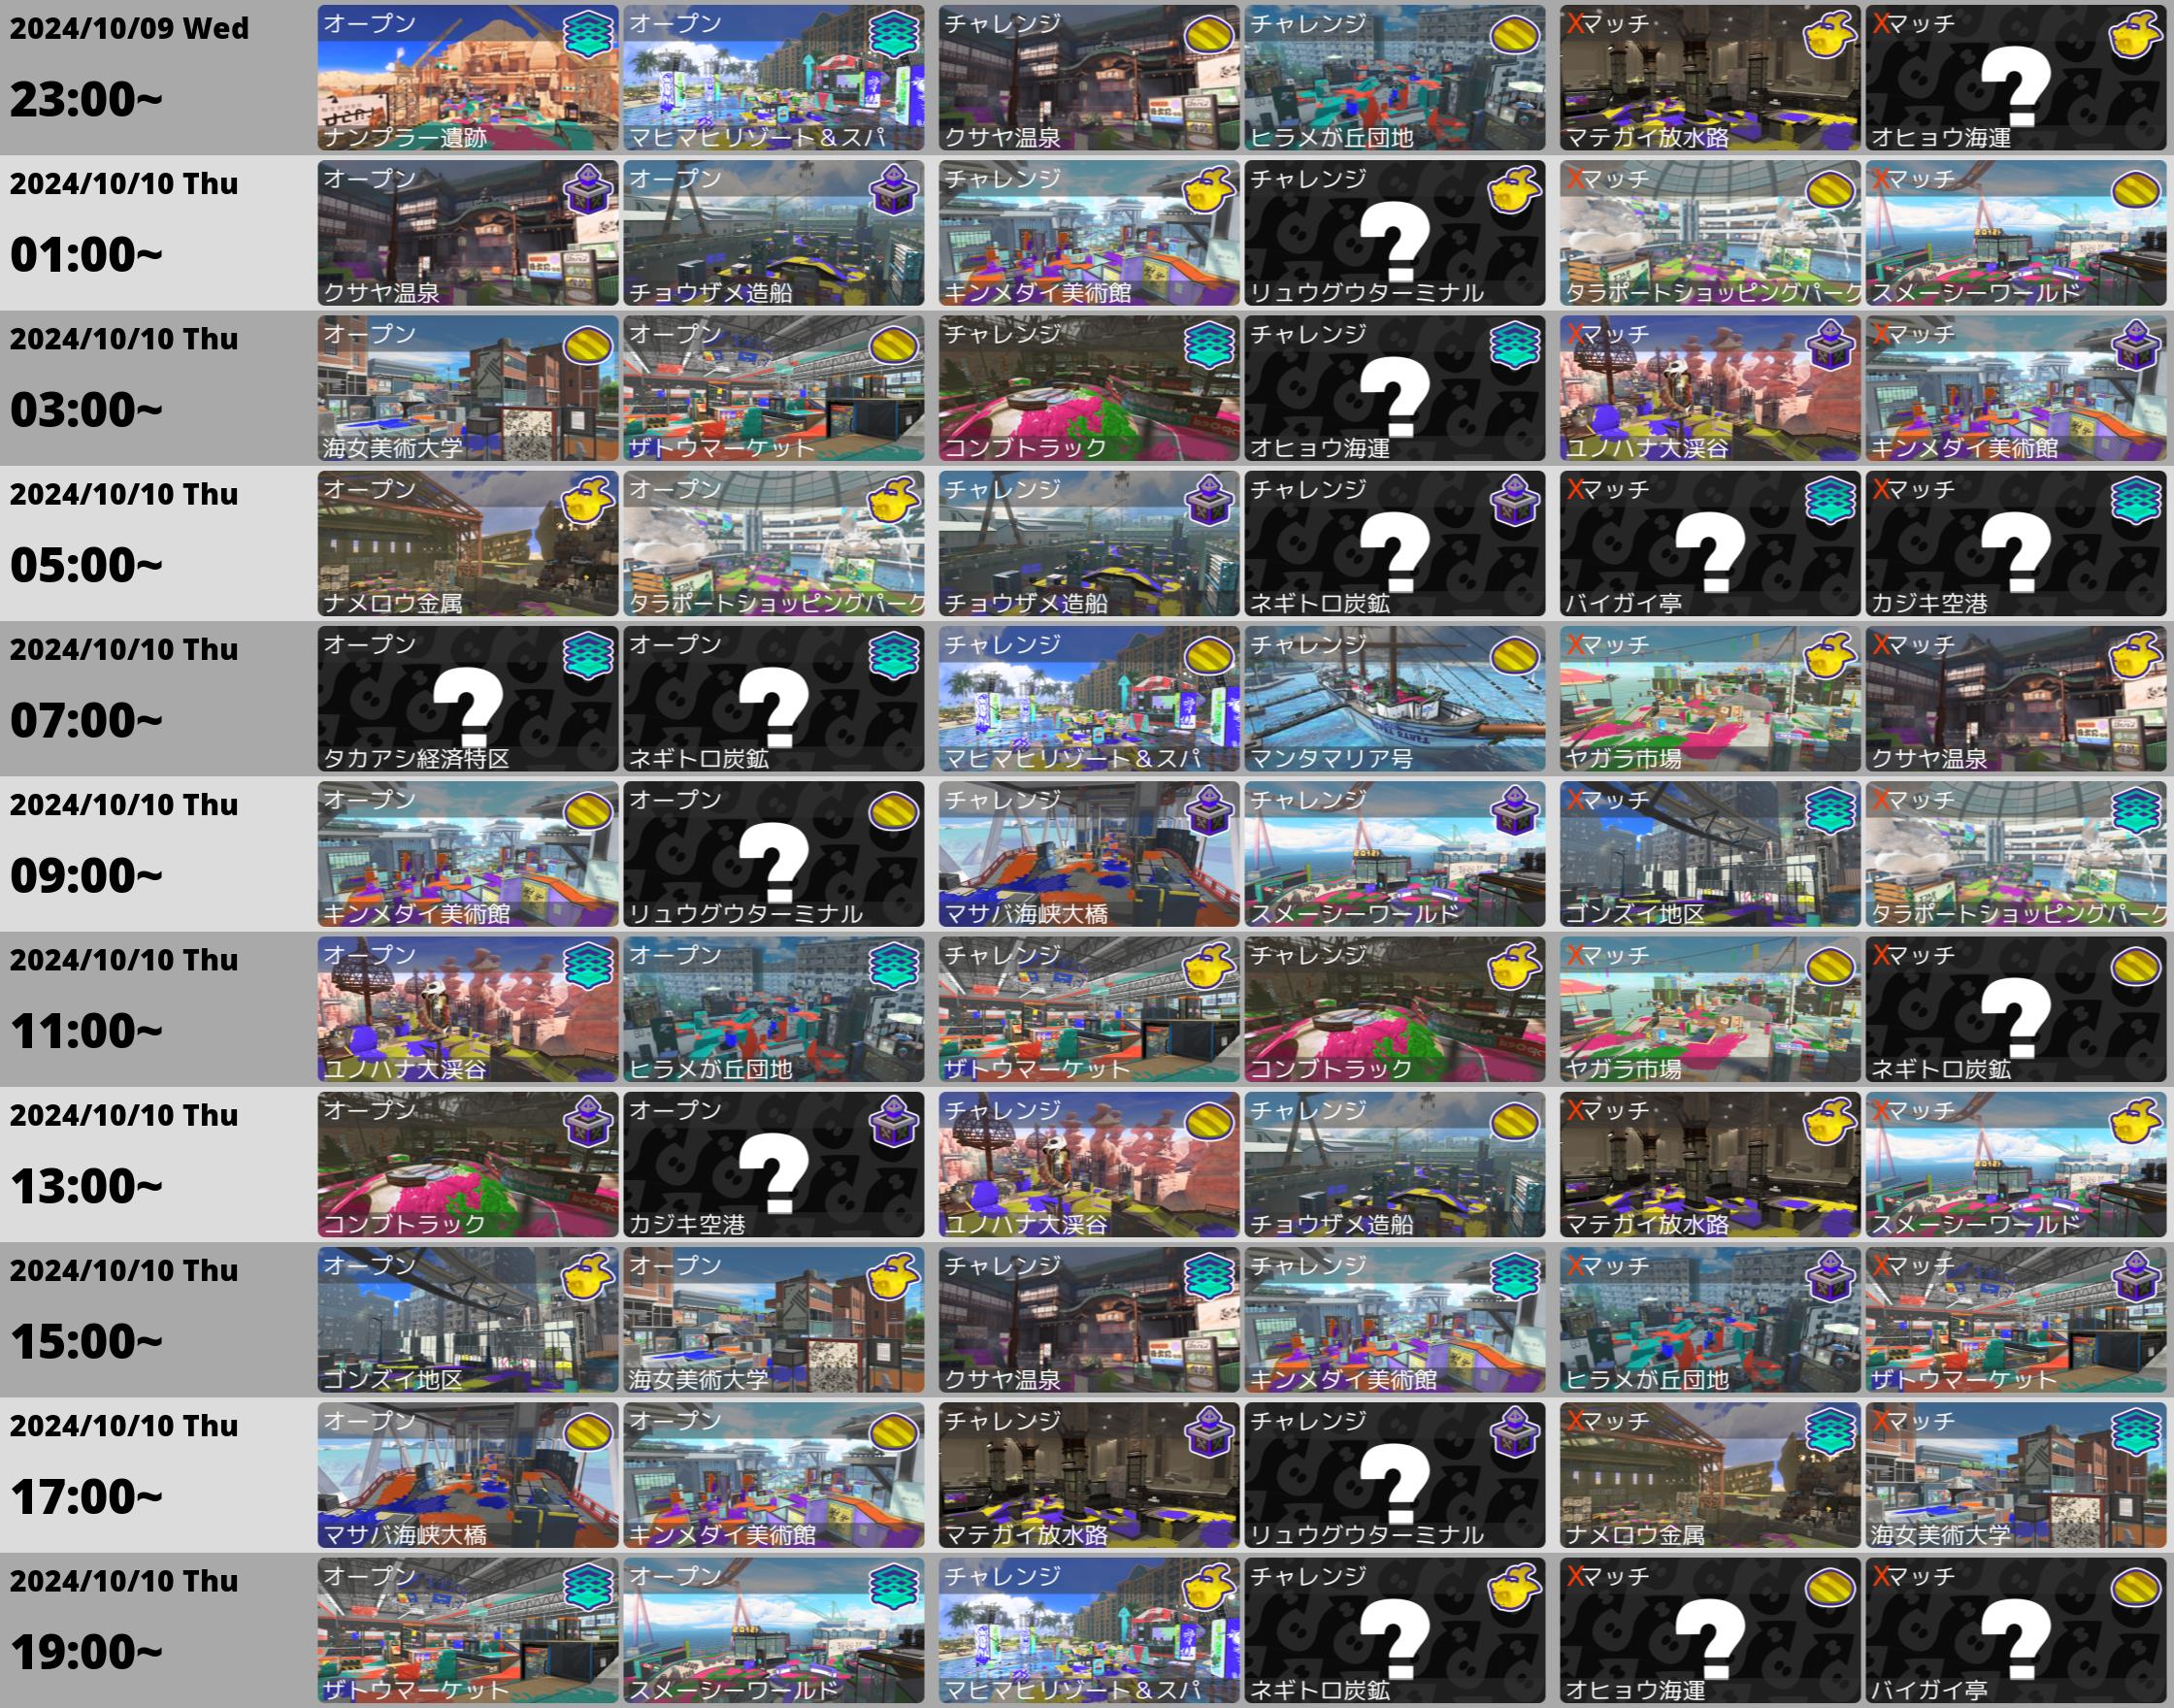 2024/10/09 Wed
23:00~
オープン
ナンプラー遺跡
オープン
マヒマヒリゾート＆スパ
チャレンジ
クサヤ温泉
チャレンジ
ヒラメが丘団地
Xマッチ
マテガイ放水路
Xマッチ
オヒョウ海運
2024/10/10 Thu
01:00~
オープン
クサヤ温泉
オープン
チョウザメ造船
チャレンジ
キンメダイ美術館
チャレンジ
リュウグウターミナル
Xマッチ
タラポートショッピングパーク
Xマッチ
スメーシーワールド
2024/10/10 Thu
03:00~
オープン
海女美術大学
オープン
ザトウマーケット
チャレンジ
コンブトラック
チャレンジ
オヒョウ海運
Xマッチ
ユノハナ大渓谷
Xマッチ
キンメダイ美術館
2024/10/10 Thu
05:00~
オープン
ナメロウ金属
オープン
タラポートショッピングパーク
チャレンジ
チョウザメ造船
チャレンジ
ネギトロ炭鉱
Xマッチ
バイガイ亭
Xマッチ
カジキ空港
2024/10/10 Thu
07:00~
オープン
タカアシ経済特区
オープン
ネギトロ炭鉱
チャレンジ
マヒマヒリゾート＆スパ
チャレンジ
マンタマリア号
Xマッチ
ヤガラ市場
Xマッチ
クサヤ温泉
2024/10/10 Thu
09:00~
オープン
キンメダイ美術館
オープン
リュウグウターミナル
チャレンジ
マサバ海峡大橋
チャレンジ
スメーシーワールド
Xマッチ
ゴンズイ地区
Xマッチ
タラポートショッピングパーク
2024/10/10 Thu
11:00~
オープン
ユノハナ大渓谷
オープン
ヒラメが丘団地
チャレンジ
ザトウマーケット
チャレンジ
コンブトラック
Xマッチ
ヤガラ市場
Xマッチ
ネギトロ炭鉱
2024/10/10 Thu
13:00~
オープン
コンブトラック
オープン
カジキ空港
チャレンジ
ユノハナ大渓谷
チャレンジ
チョウザメ造船
Xマッチ
マテガイ放水路
Xマッチ
スメーシーワールド
2024/10/10 Thu
15:00~
オープン
ゴンズイ地区
オープン
海女美術大学
チャレンジ
クサヤ温泉
チャレンジ
キンメダイ美術館
Xマッチ
ヒラメが丘団地
Xマッチ
ザトウマーケット
2024/10/10 Thu
17:00~
オープン
マサバ海峡大橋
オープン
キンメダイ美術館
チャレンジ
マテガイ放水路
チャレンジ
リュウグウターミナル
Xマッチ
ナメロウ金属
Xマッチ
海女美術大学
2024/10/10 Thu
19:00~
オープン
ザトウマーケット
オープン
スメーシーワールド
チャレンジ
マヒマヒリゾート＆スパ
チャレンジ
ネギトロ炭鉱
Xマッチ
オヒョウ海運
Xマッチ
バイガイ亭